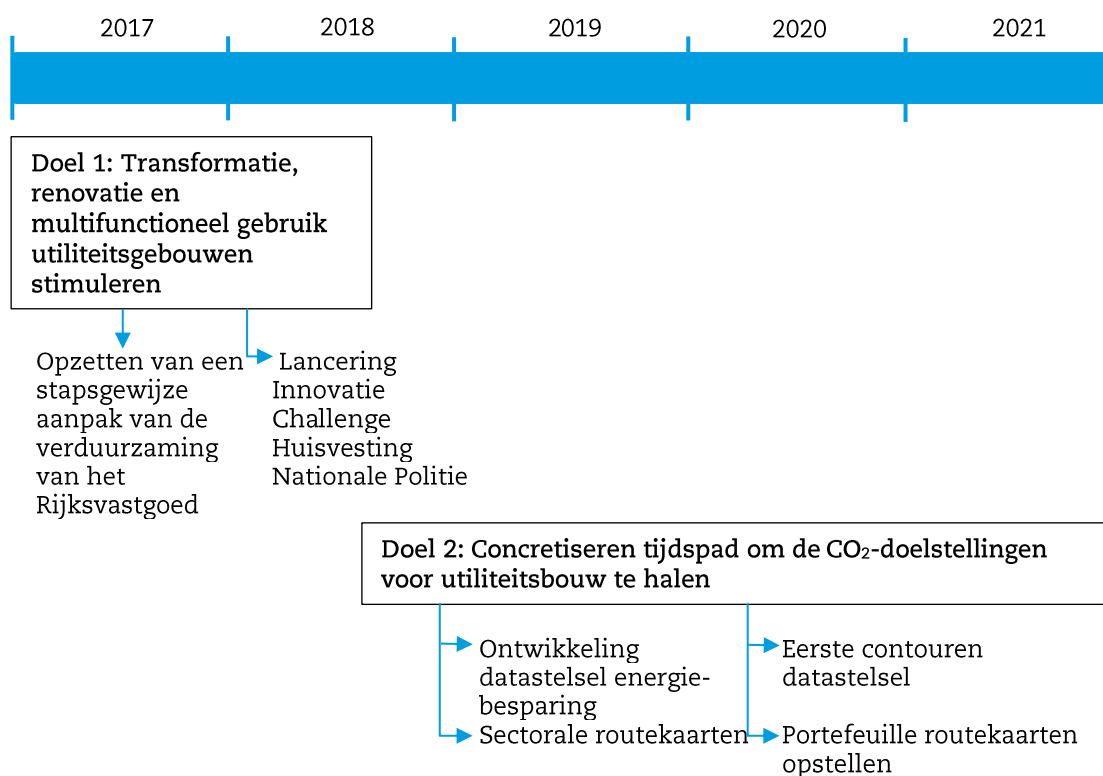 2017 2018 2019 2020 2021
Doel 1: Transformatie,
renovatie en
multifunctioneel gebruik
utiliteitsgebouwen
stimuleren
Opzetten van een
stapsgewijze
aanpak van de
verduurzaming
van het
Rijksvastgoed
Lancering
Innovatie
Challenge
Huisvesting
Nationale Politie
Doel 2: Concretiseren tijdspad om de CO₂-doelstellingen
voor utiliteitsbouw te halen
Ontwikkeling
datastelsel energie-
besparing
Sectorale routekaarten
Eerste contouren
datastelsel
Portefeuille routekaarten
opstellen